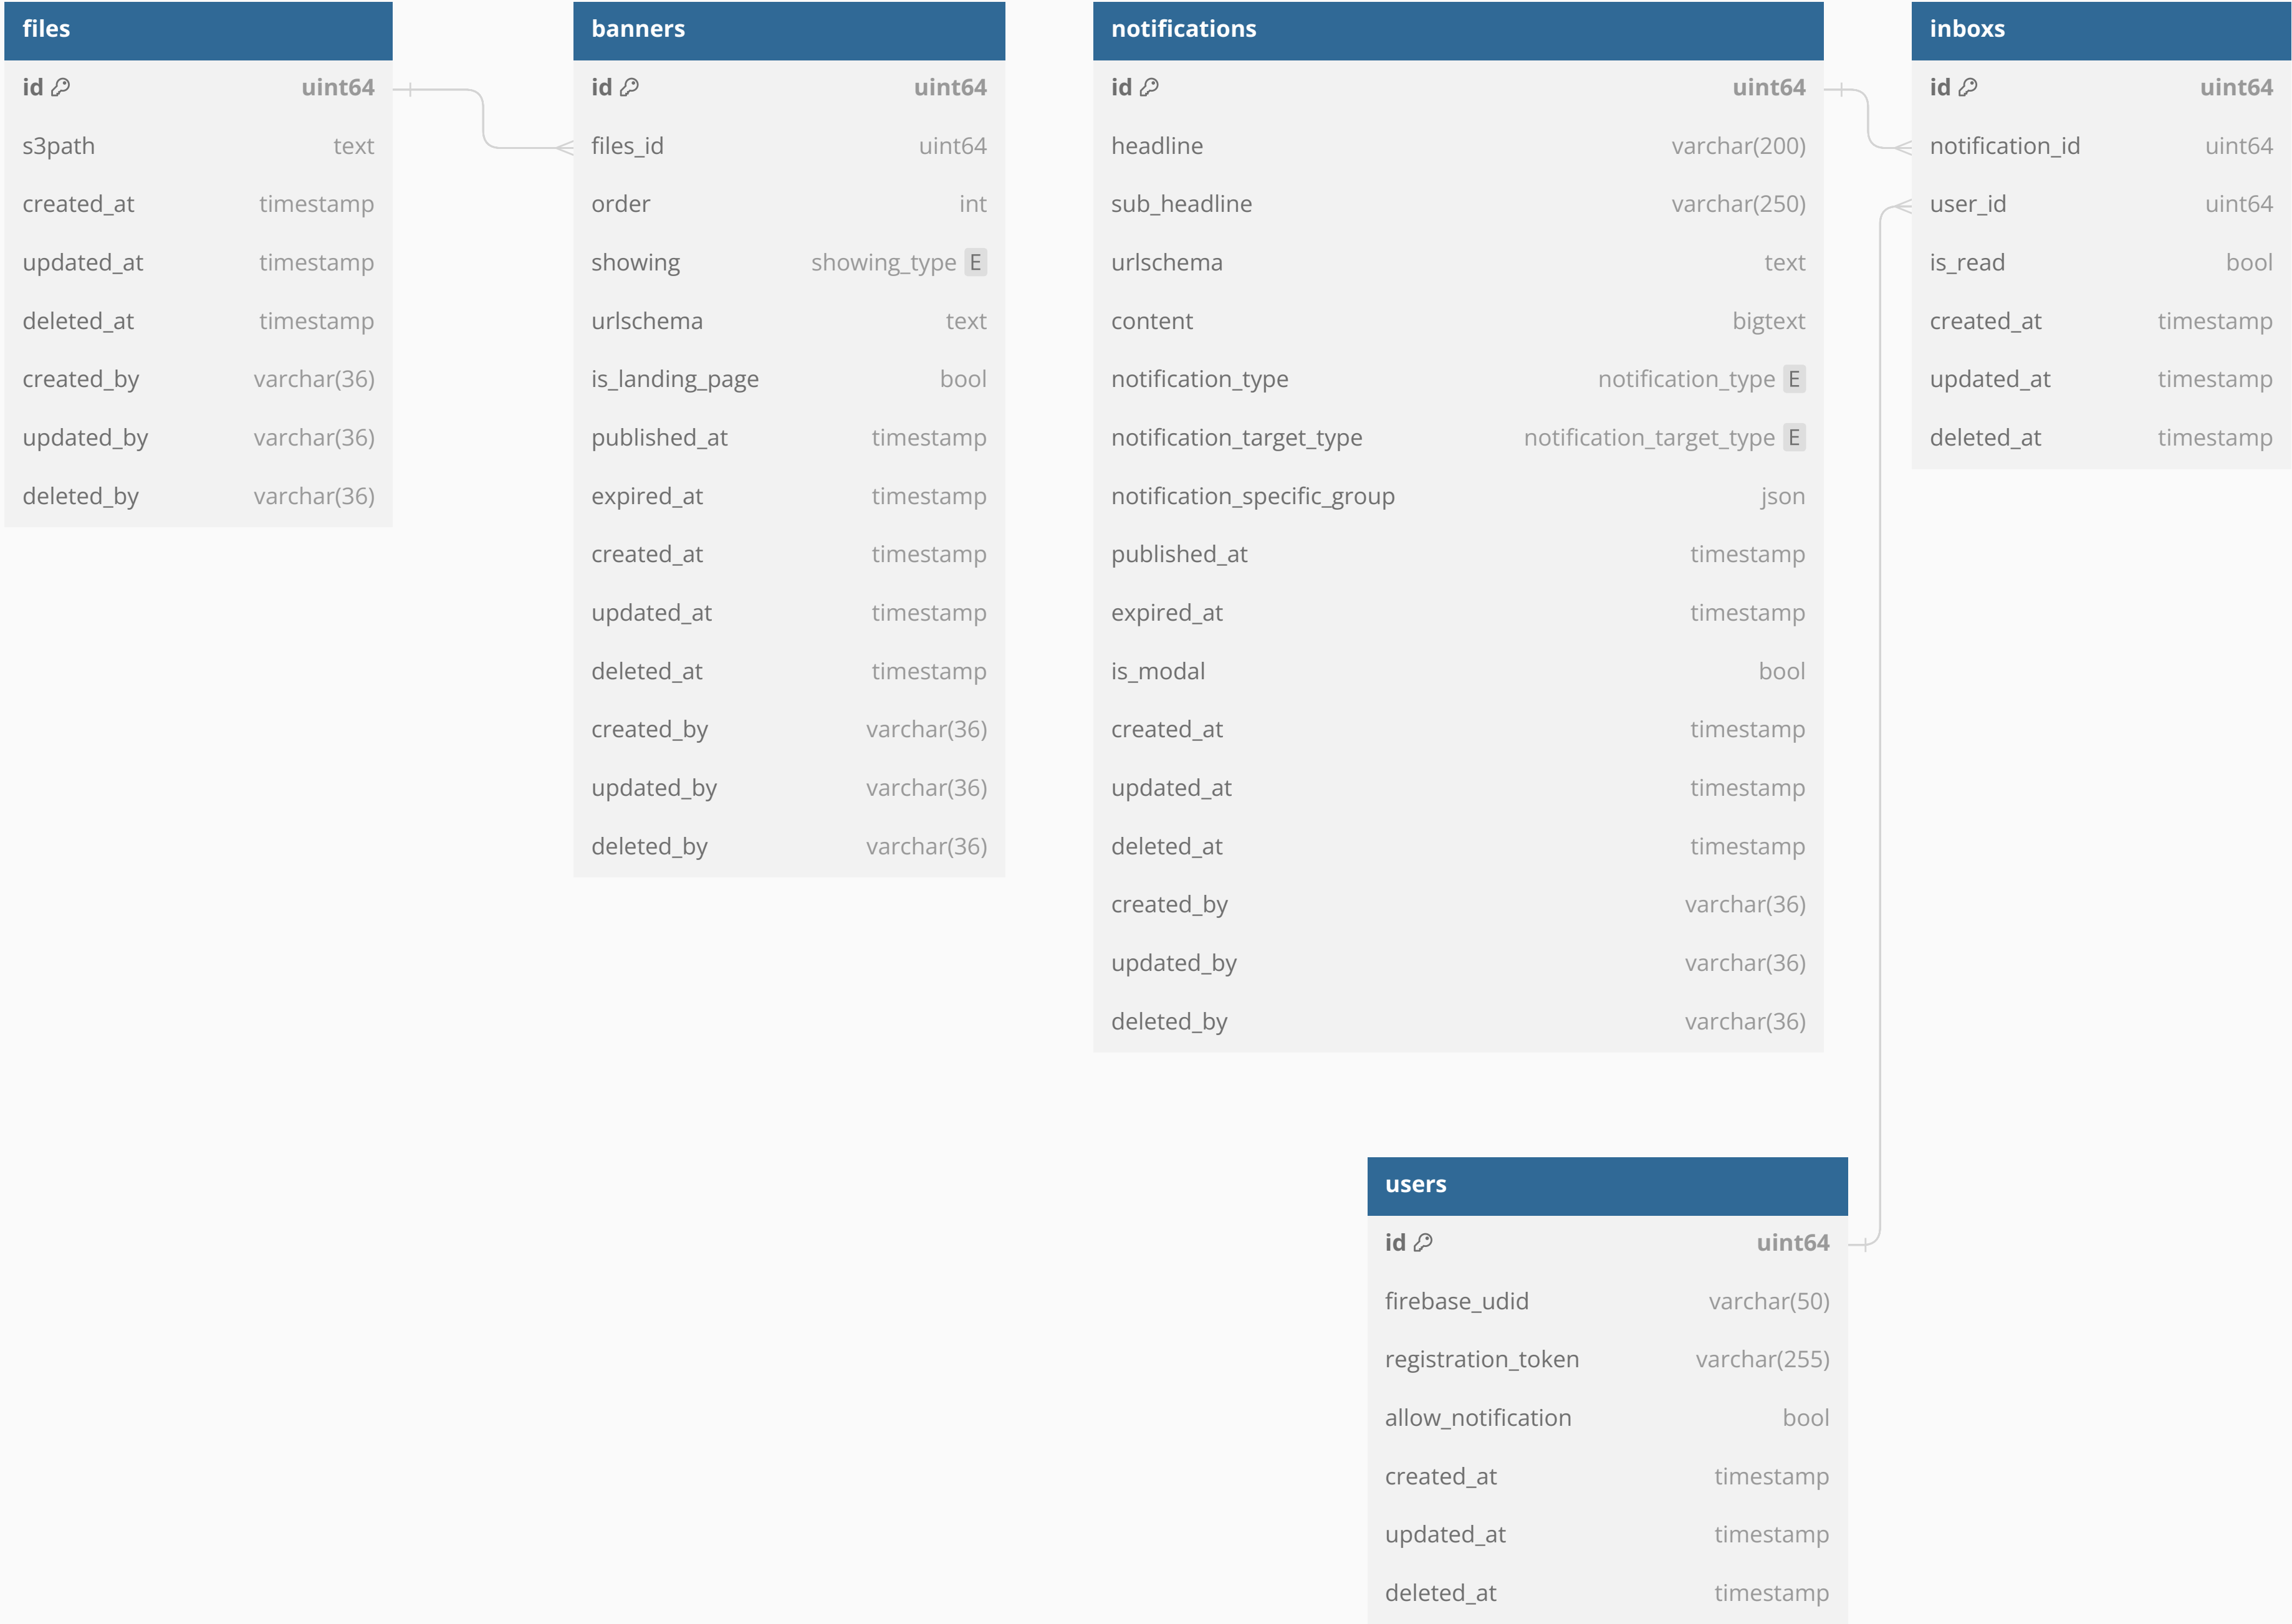 files
id uint64
s3path text
created_at timestamp
updated_at timestamp
deleted_at timestamp
created_by varchar(36)
updated_by varchar(36)
deleted_by varchar(36)
banners
id uint64
files_id uint64
order int
showing showing_type E
urlschema text
is_landing_page bool
published_at timestamp
expired_at timestamp
created_at timestamp
updated_at timestamp
deleted_at timestamp
created_by varchar(36)
updated_by varchar(36)
deleted_by varchar(36)
notifications
id uint64
headline varchar(200)
sub_headline varchar(250)
urlschema text
content bigtext
notification_type notification_type E
notification_target_type notification_target_type E
notification_specific_group json
published_at timestamp
expired_at timestamp
is_modal bool
created_at timestamp
updated_at timestamp
deleted_at timestamp
created_by varchar(36)
updated_by varchar(36)
deleted_by varchar(36)
inboxs
id uint64
notification_id uint64
user_id uint64
is_read bool
created_at timestamp
updated_at timestamp
deleted_at timestamp
users
id uint64
firebase_udid varchar(50)
registration_token varchar(255)
allow_notification bool
created_at timestamp
updated_at timestamp
deleted_at timestamp